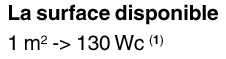 La surface disponible
1 m² -> 130 Wc ⁽¹⁾